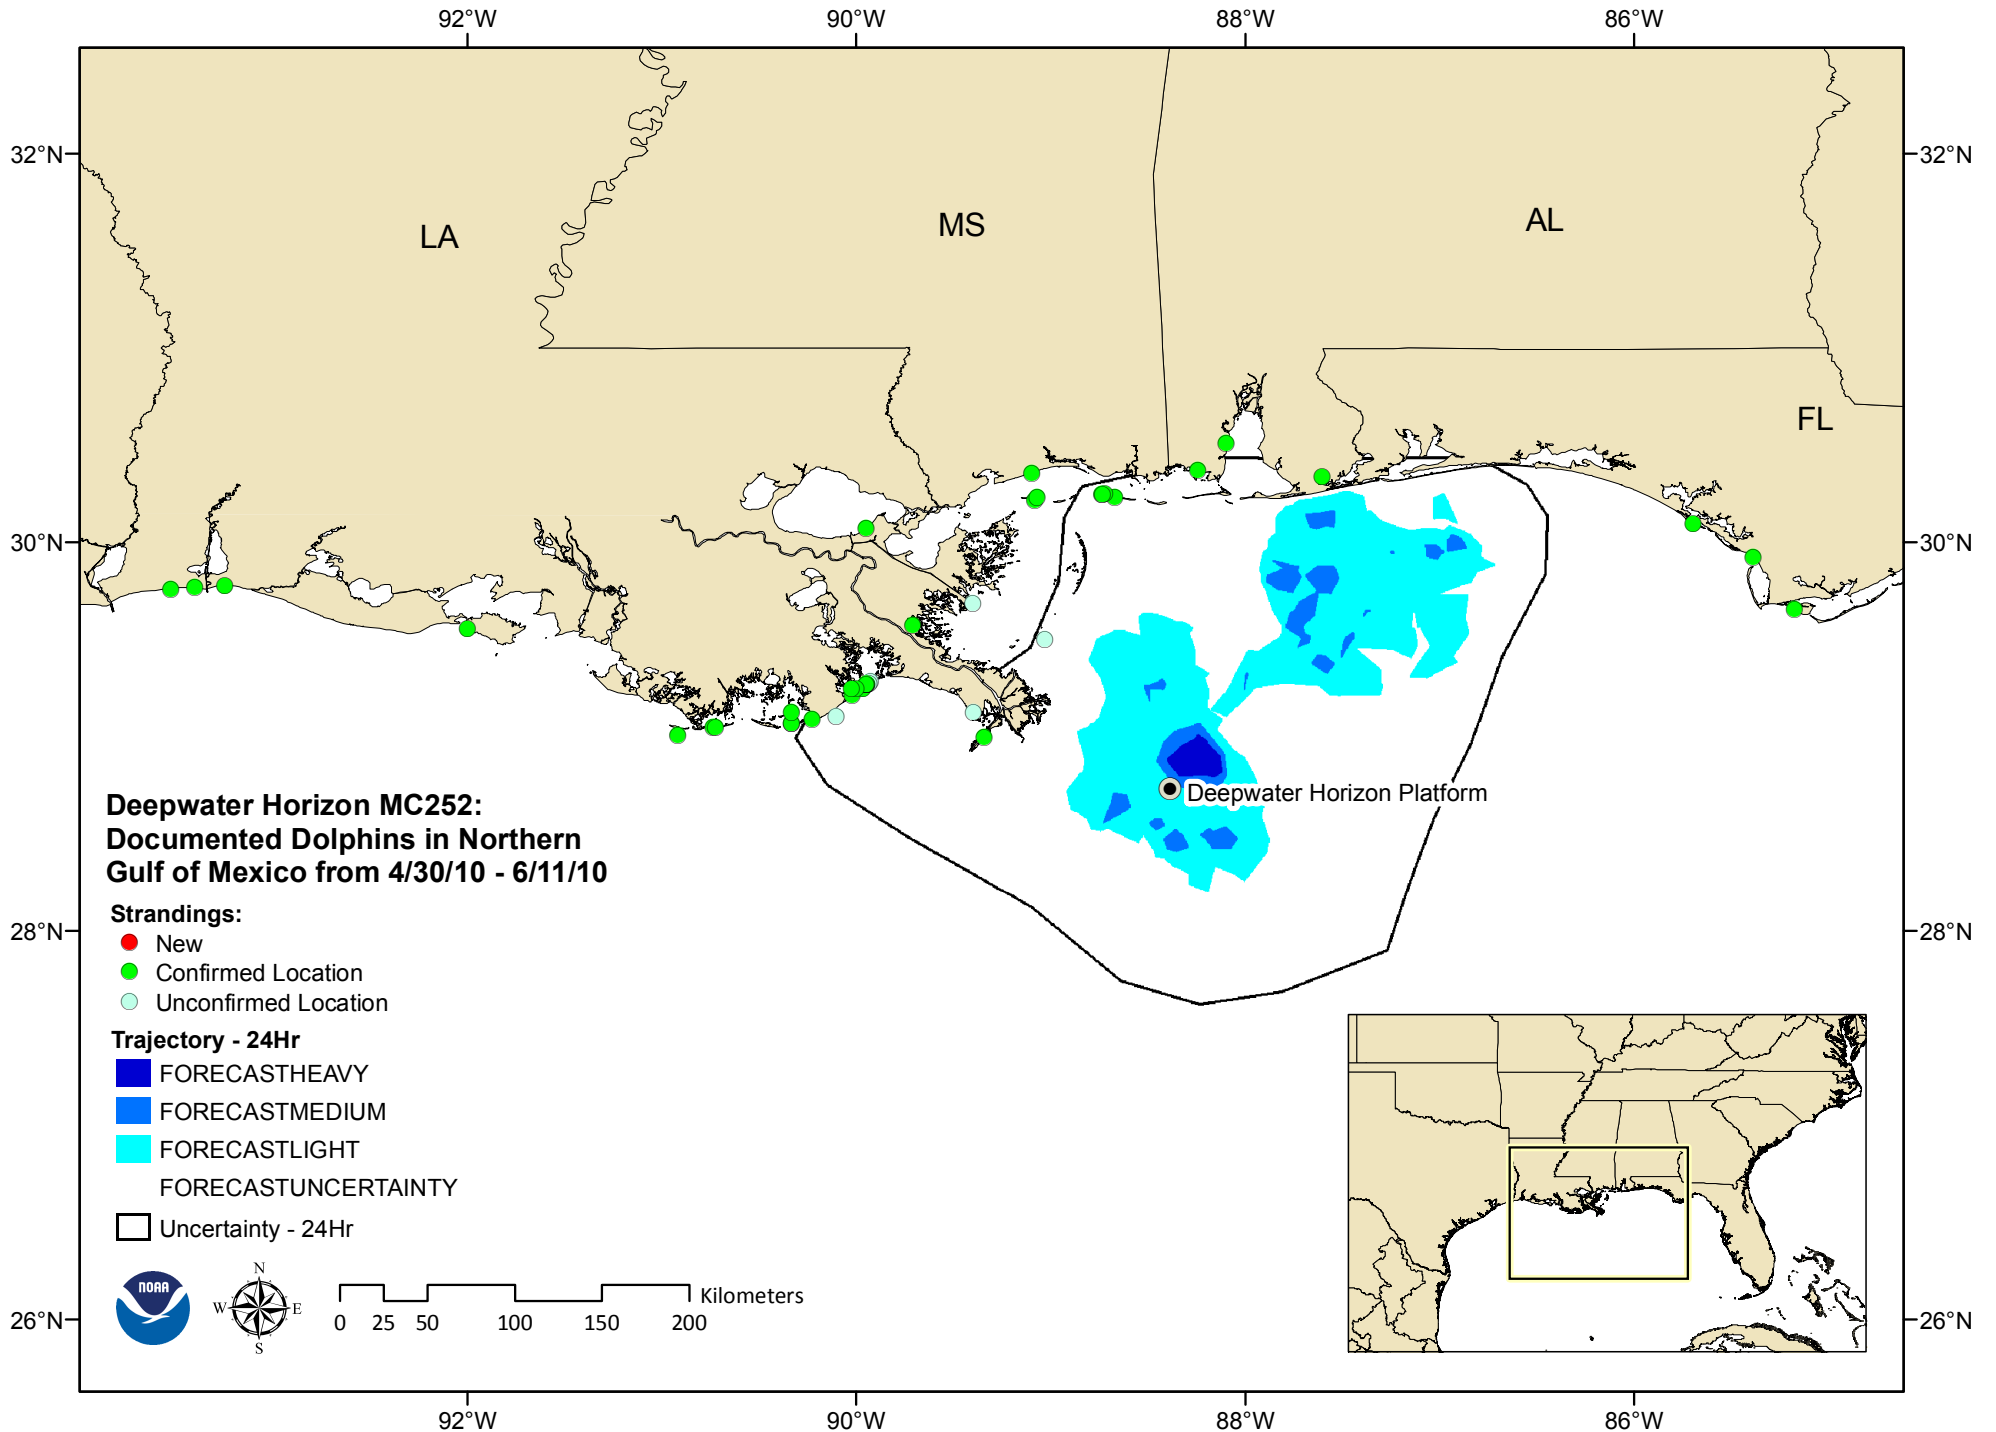 92°W
90°W
88°W
86°W
32°N
32°N
LA
MS
AL
FL
30°N
30°N
Deepwater Horizon Platform
Deepwater Horizon MC252:
Documented Dolphins in Northern
Gulf of Mexico from 4/30/10 - 6/11/10
Strandings:
New
Confirmed Location
Unconfirmed Location
28°N
28°N
Trajectory - 24Hr
FORECASTHEAVY
FORECASTMEDIUM
FORECASTLIGHT
FORECASTUNCERTAINTY
Uncertainty - 24Hr
NOAA
N
W
E
S
Kilometers
0 25 50 100 150 200
26°N
26°N
92°W
90°W
88°W
86°W